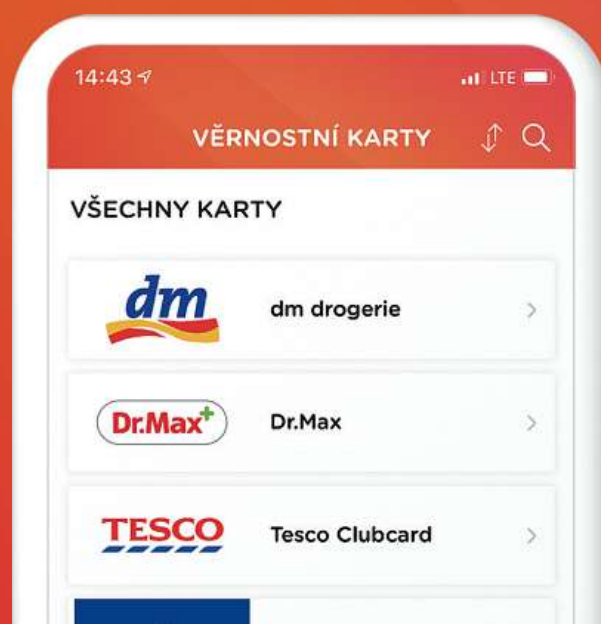 14:43
LTE
VĚRNOSTNÍ KARTY
VŠECHNY KARTY
dm
dm drogerie
Dr.Max+
Dr.Max
TESCO
Tesco Clubcard